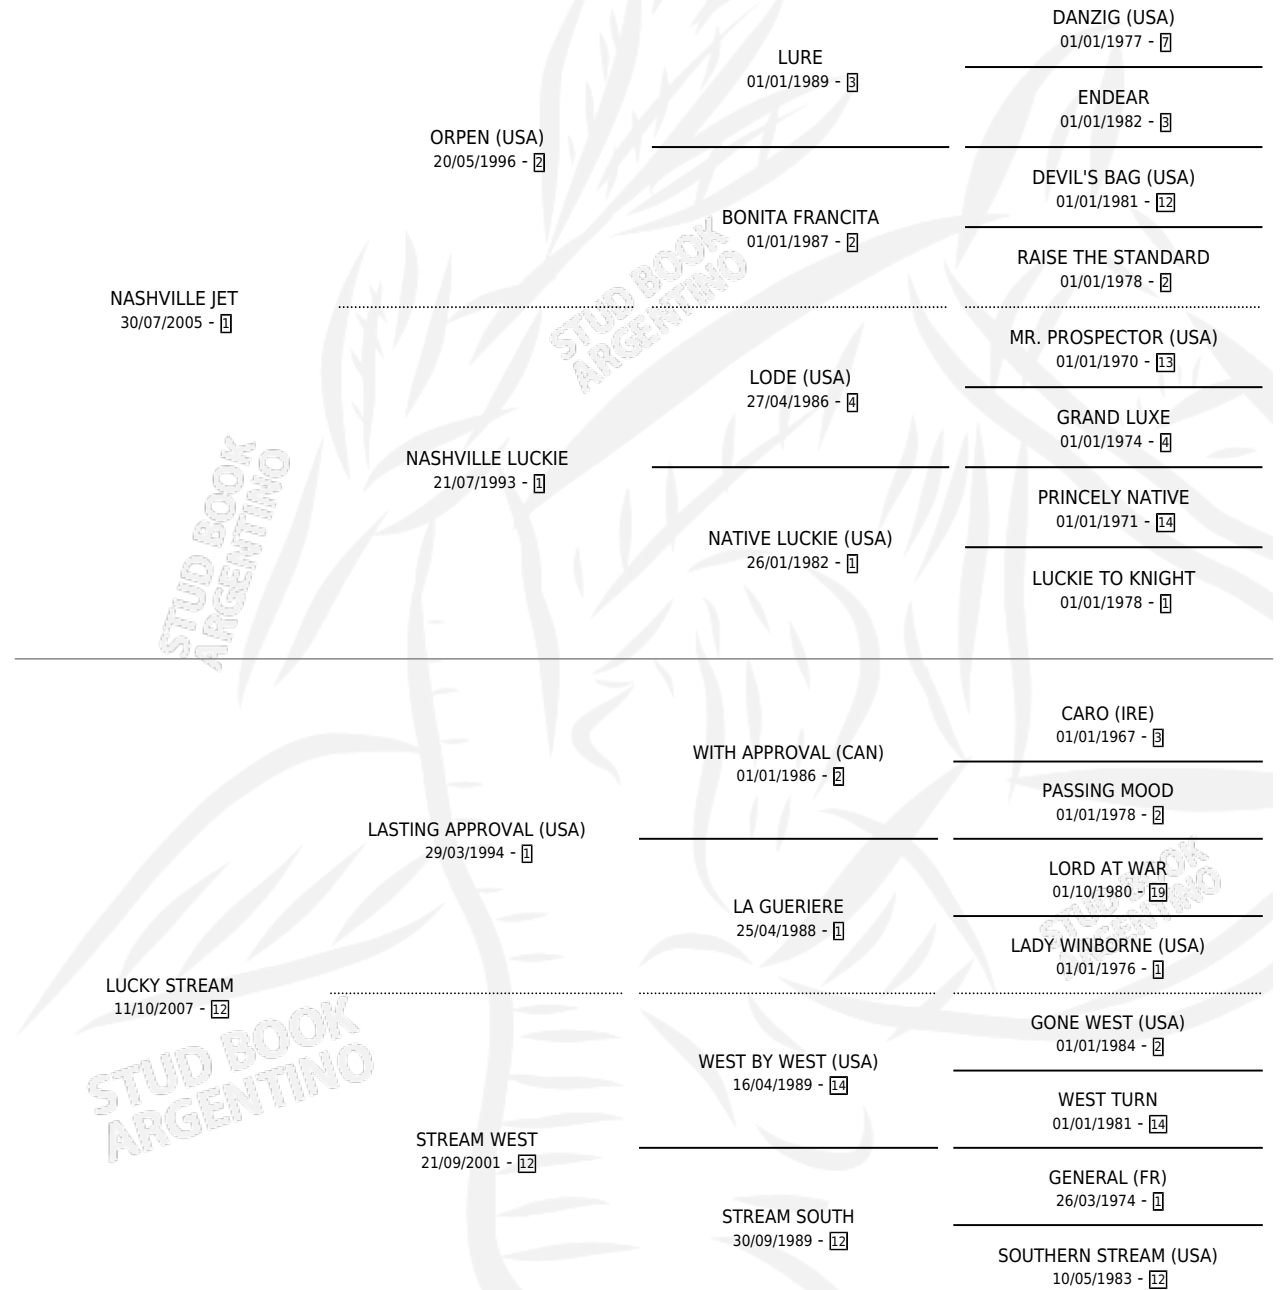 DANZIG (USA)
01/01/1977 - 7
LURE
01/01/1989 - 3
ENDEAR
01/01/1982 - 3
ORPEN (USA)
20/05/1996 - 2
DEVIL'S BAG (USA)
01/01/1981 - 12
BONITA FRANCITA
01/01/1987 - 2
RAISE THE STANDARD
01/01/1978 - 2
NASHVILLE JET
30/07/2005 - 1
MR. PROSPECTOR (USA)
01/01/1970 - 13
LODE (USA)
27/04/1986 - 4
GRAND LUXE
01/01/1974 - 4
NASHVILLE LUCKIE
21/07/1993 - 1
PRINCELY NATIVE
01/01/1971 - 14
NATIVE LUCKIE (USA)
26/01/1982 - 1
LUCKIE TO KNIGHT
01/01/1978 - 1
STUD BOOK
ARGENTINO
STUD BOOK
ARGENTINO
CARO (IRE)
01/01/1967 - 3
WITH APPROVAL (CAN)
01/01/1986 - 2
PASSING MOOD
01/01/1978 - 2
LASTING APPROVAL (USA)
29/03/1994 - 1
LORD AT WAR
01/10/1980 - 19
LA GUERIERE
25/04/1988 - 1
LADY WINBORNE (USA)
01/01/1976 - 1
LUCKY STREAM
11/10/2007 - 12
GONE WEST (USA)
01/01/1984 - 2
WEST BY WEST (USA)
16/04/1989 - 14
WEST TURN
01/01/1981 - 14
STREAM WEST
21/09/2001 - 12
GENERAL (FR)
26/03/1974 - 1
STREAM SOUTH
30/09/1989 - 12
SOUTHERN STREAM (USA)
10/05/1983 - 12
STUD BOOK
ARGENTINO
STUD BOOK
ARGENTINO